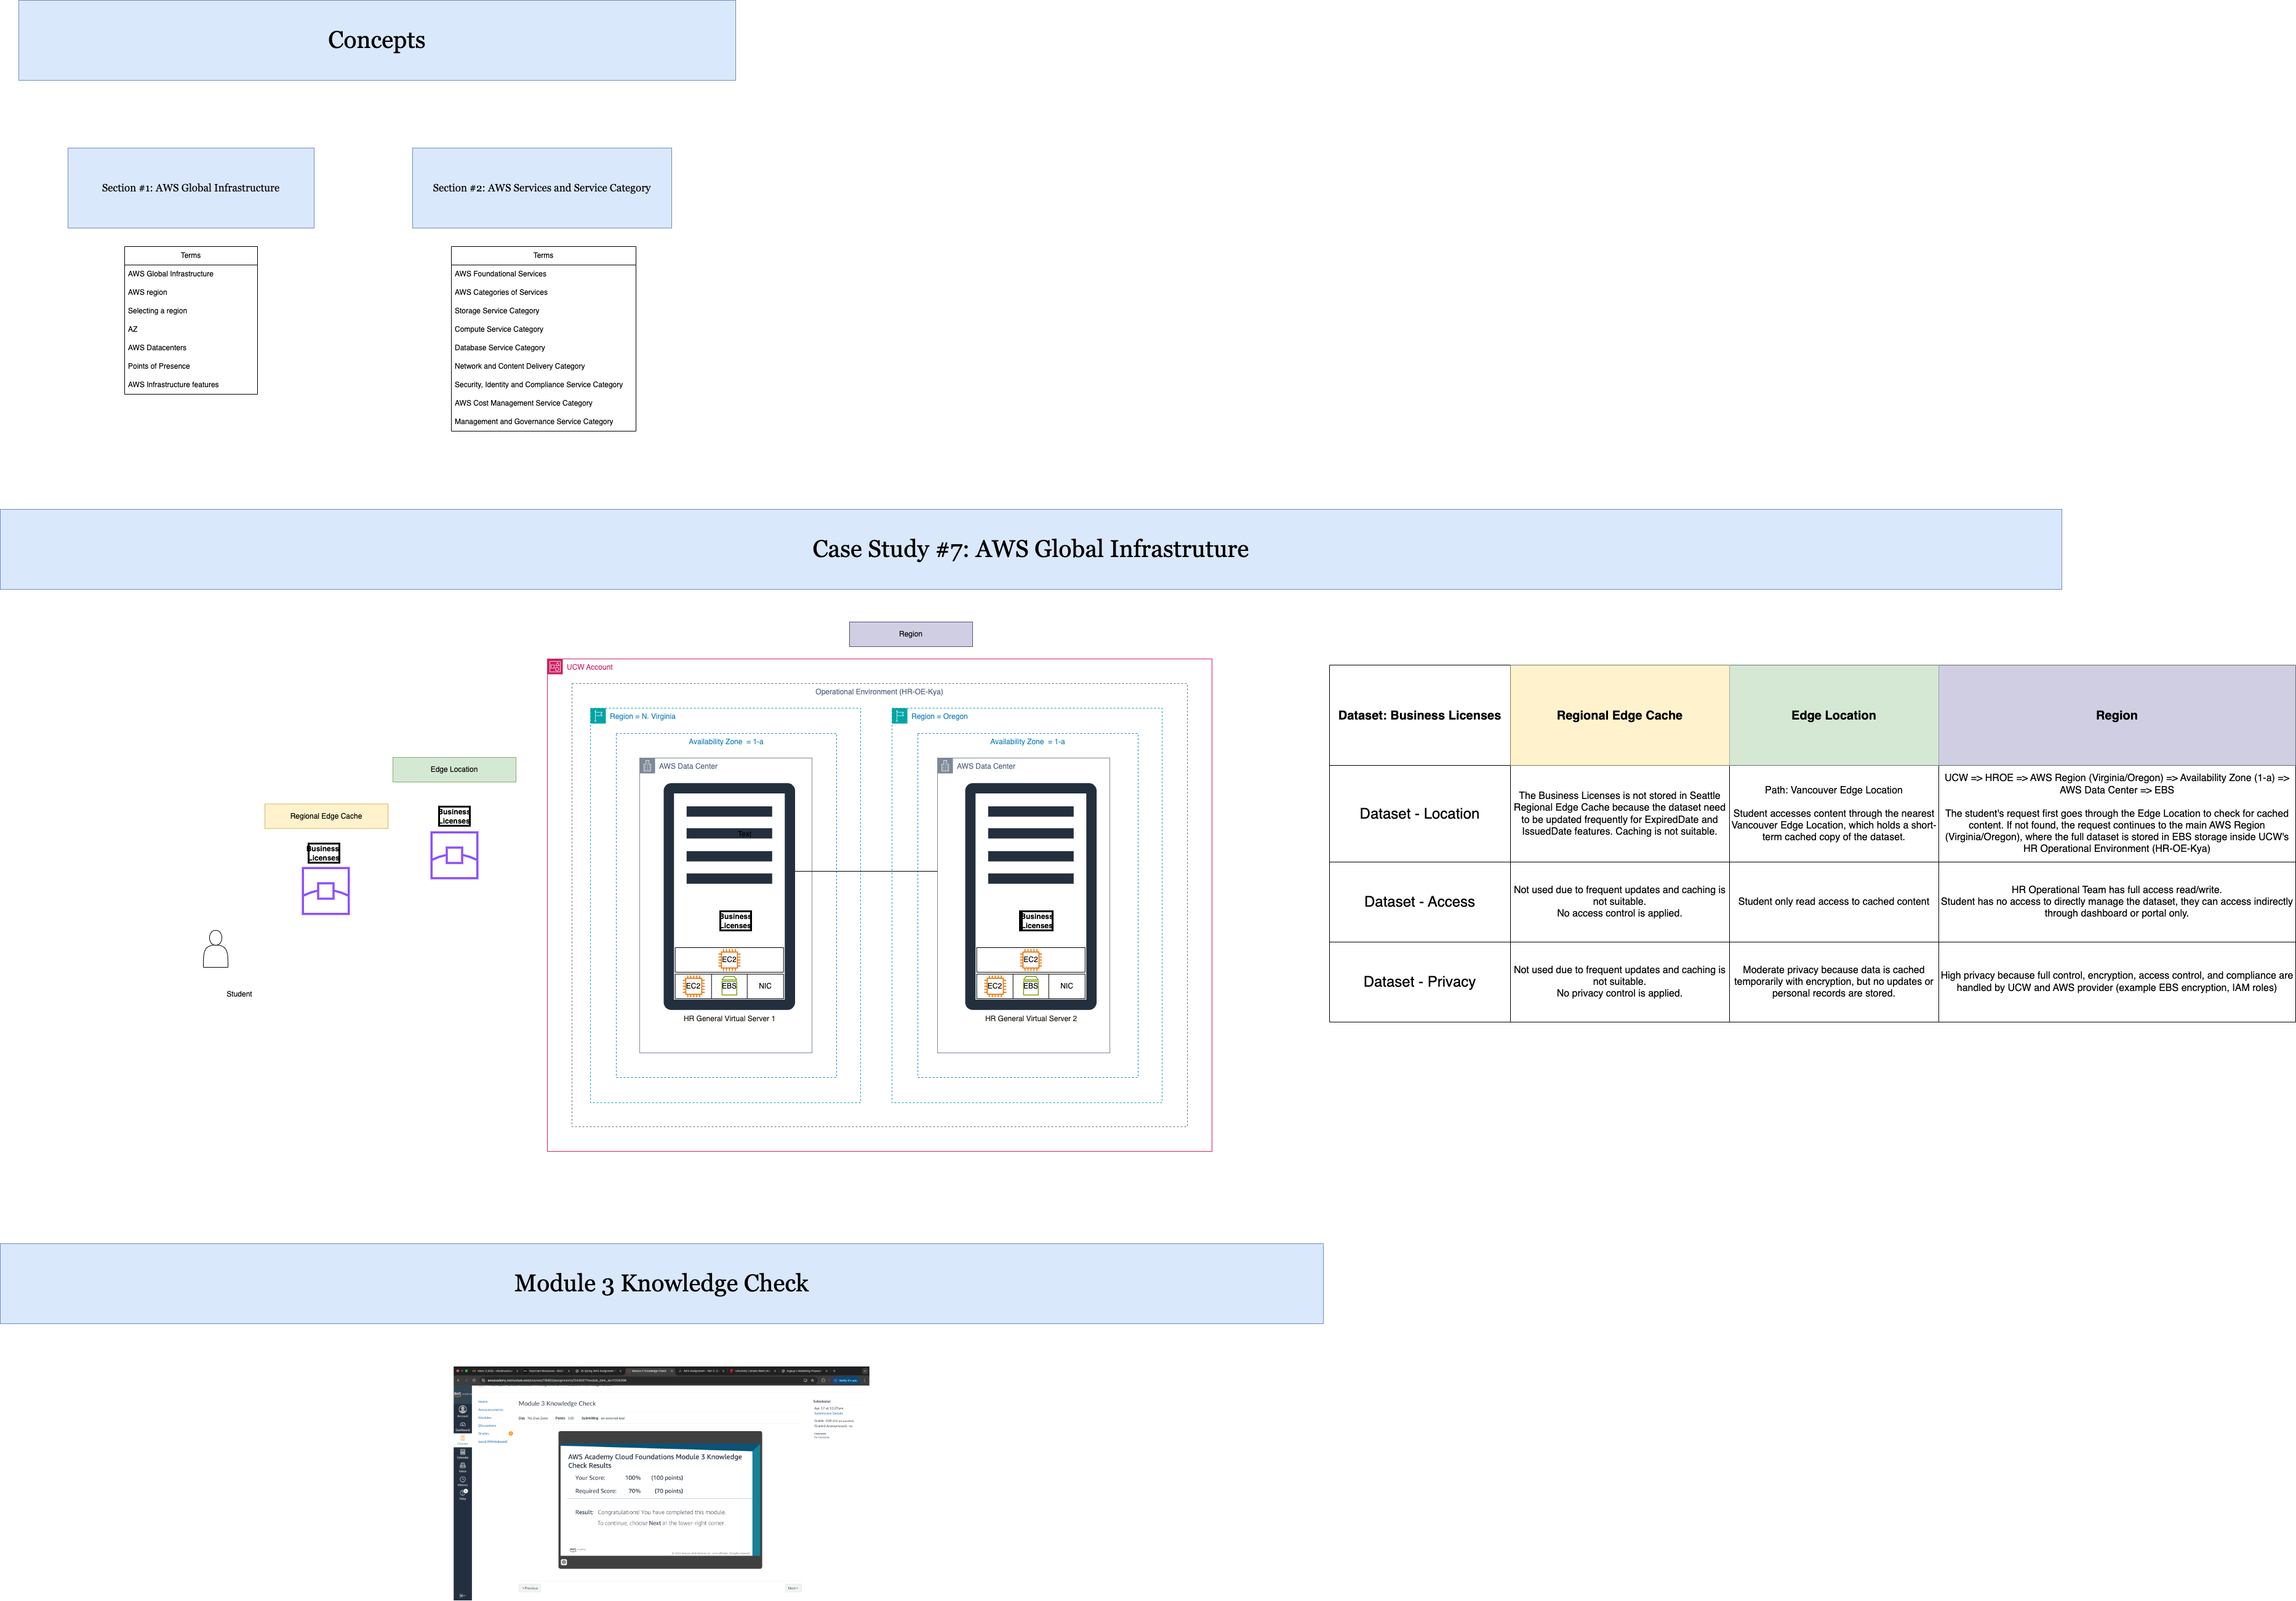 Concepts
Section #1: AWS Global Infrastructure
Terms
AWS Global Infrastructure
AWS region
Selecting a region
AZ
AWS Datacenters
Points of Presence
AWS Infrastructure features
Section #2: AWS Services and Service Category
Terms
AWS Foundational Services
AWS Categories of Services
Storage Service Category
Compute Service Category
Database Service Category
Network and Content Delivery Category
Security, Identity and Compliance Service Category
AWS Cost Management Service Category
Management and Governance Service Category
Case Study #7: AWS Global Infrastruture
Student
Regional Edge Cache
Business
Licenses
Edge Location
Business
Licenses
Region
UCW Account
Operational Environment (HR-OE-Kya)
Region = N. Virginia
Availability Zone = 1-a
AWS Data Center
Text
Business
Licenses
EC2
EC2
EBS
NIC
HR General Virtual Server 1
Region = Oregon
Availability Zone = 1-a
AWS Data Center
Business
Licenses
EC2
EC2
EBS
NIC
HR General Virtual Server 2
Dataset: Business Licenses
Regional Edge Cache
Edge Location
Region
Dataset - Location
The Business Licenses is not stored in Seattle
Regional Edge Cache because the dataset need
to be updated frequently for ExpiredDate and
IssuedDate features. Caching is not suitable.
Path: Vancouver Edge Location
Student accesses content through the nearest
Vancouver Edge Location, which holds a short-
term cached copy of the dataset.
UCW => HROE => AWS Region (Virginia/Oregon) => Availability Zone (1-a) =>
AWS Data Center => EBS
The student's request first goes through the Edge Location to check for cached
content. If not found, the request continues to the main AWS Region
(Virginia/Oregon), where the full dataset is stored in EBS storage inside UCW's
HR Operational Environment (HR-OE-Kya)
Dataset - Access
Not used due to frequent updates and caching is
not suitable.
No access control is applied.
Student only read access to cached content
HR Operational Team has full access read/write.
Student has no access to directly manage the dataset, they can access indirectly
through dashboard or portal only.
Dataset - Privacy
Not used due to frequent updates and caching is
not suitable.
No privacy control is applied.
Moderate privacy because data is cached
temporarily with encryption, but no updates or
personal records are stored.
High privacy because full control, encryption, access control, and compliance are
handled by UCW and AWS provider (example EBS encryption, IAM roles)
Module 3 Knowledge Check
Module 3 Knowledge Check
AWS Academy Cloud Foundations Module 3 Knowledge
Check Results
Your Score: 100% (100 points)
Required Score: 70% (70 points)
Result: Congratulations! You have completed this module.
To continue, choose Next in the lower-right corner.